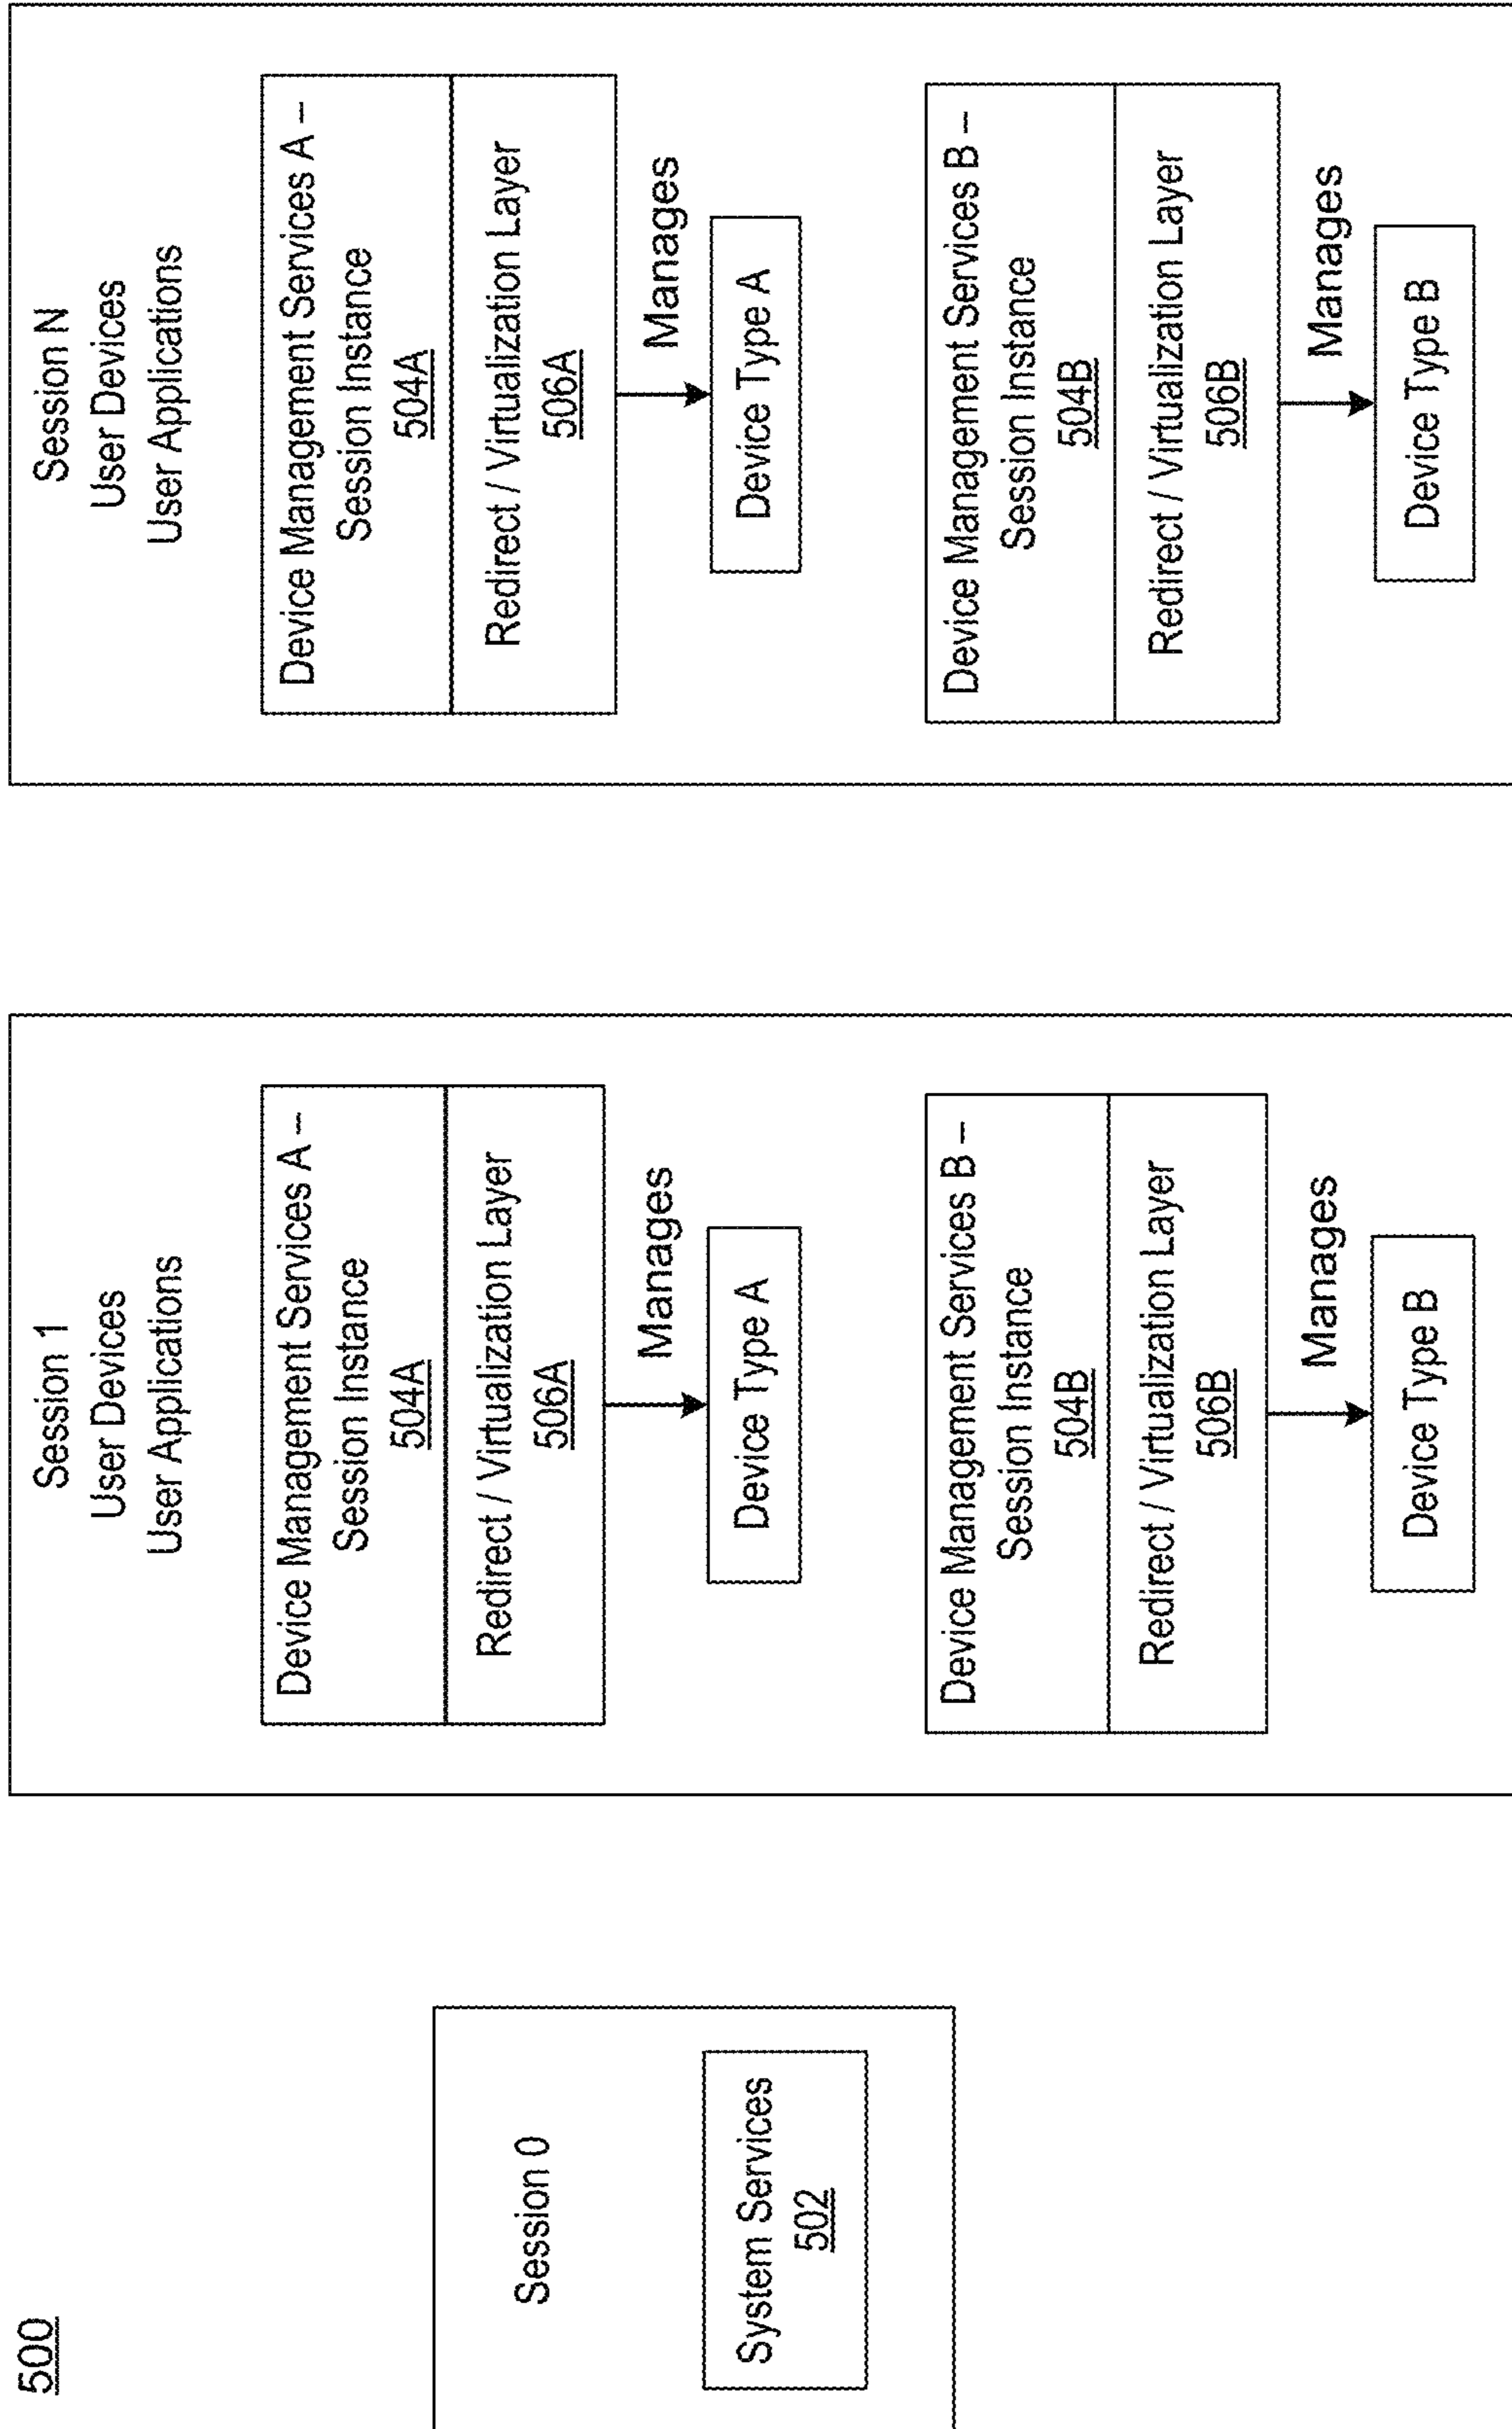 500
Session 0
System Services
502
Session 1
User Devices
User Applications
Device Management Services A –
Session Instance
504A
Redirect / Virtualization Layer
506A
Manages
Device Type A
Device Management Services B –
Session Instance
504B
Redirect / Virtualization Layer
506B
Manages
Device Type B
Session N
User Devices
User Applications
Device Management Services A –
Session Instance
504A
Redirect / Virtualization Layer
506A
Manages
Device Type A
Device Management Services B –
Session Instance
504B
Redirect / Virtualization Layer
506B
Manages
Device Type B